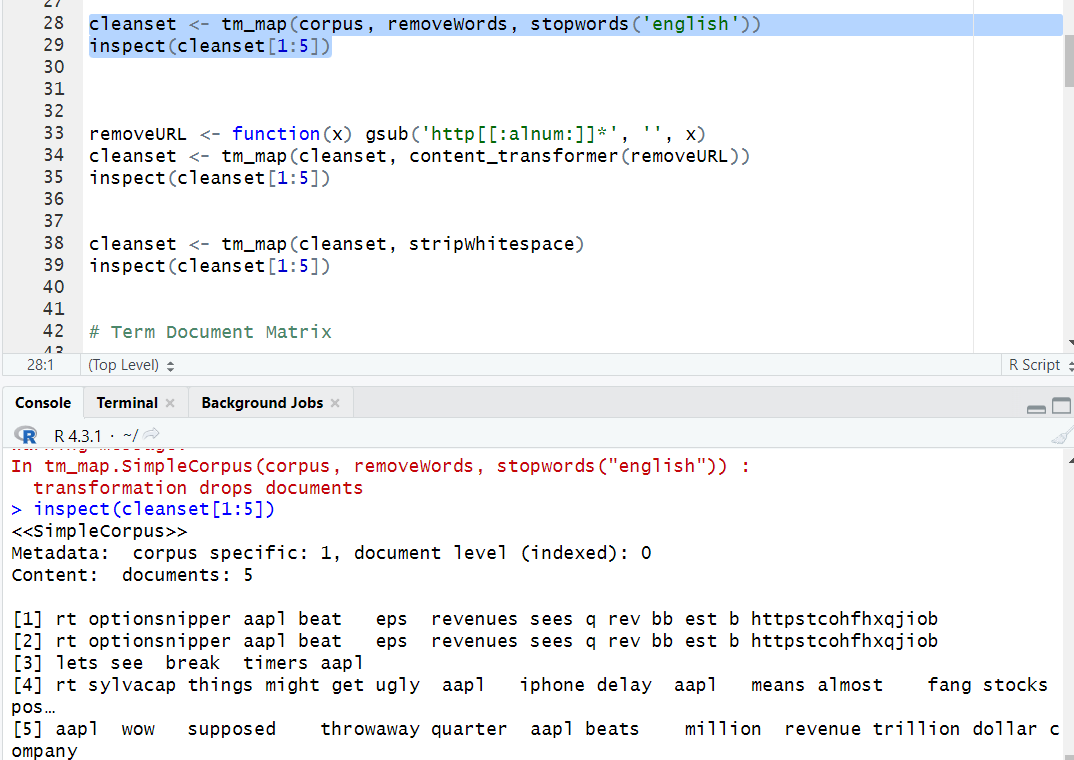 27
28 cleanset <- tm_map(corpus, removeWords, stopwords('english'))
29 inspect(cleanset[1:5])
30
31
32
33 removeURL <- function(x) gsub('http[[:alnum:]]*', '', x)
34 cleanset <- tm_map(cleanset, content_transformer(removeURL))
35 inspect(cleanset[1:5])
36
37
38 cleanset <- tm_map(cleanset, stripWhitespace)
39 inspect(cleanset[1:5])
40
41
42 # Term Document Matrix
43
28:1 (Top Level) R Script
Console Terminal Background Jobs
R R 4.3.1 · ~/
Warning message:
In tm_map.SimpleCorpus(corpus, removeWords, stopwords("english")) :
  transformation drops documents
> inspect(cleanset[1:5])
<<SimpleCorpus>>
Metadata:  corpus specific: 1, document level (indexed): 0
Content:  documents: 5
[1] rt optionsnipper aapl beat   eps  revenues sees q rev bb est b httpstcohfhxqjiob
[2] rt optionsnipper aapl beat   eps  revenues sees q rev bb est b httpstcohfhxqjiob
[3] lets see  break  timers aapl
[4] rt sylvacap things might get ugly  aapl   iphone delay  aapl   means almost    fang stocks
pos…
[5] aapl  wow   supposed    throwaway quarter  aapl beats    million  revenue trillion dollar c
ompany